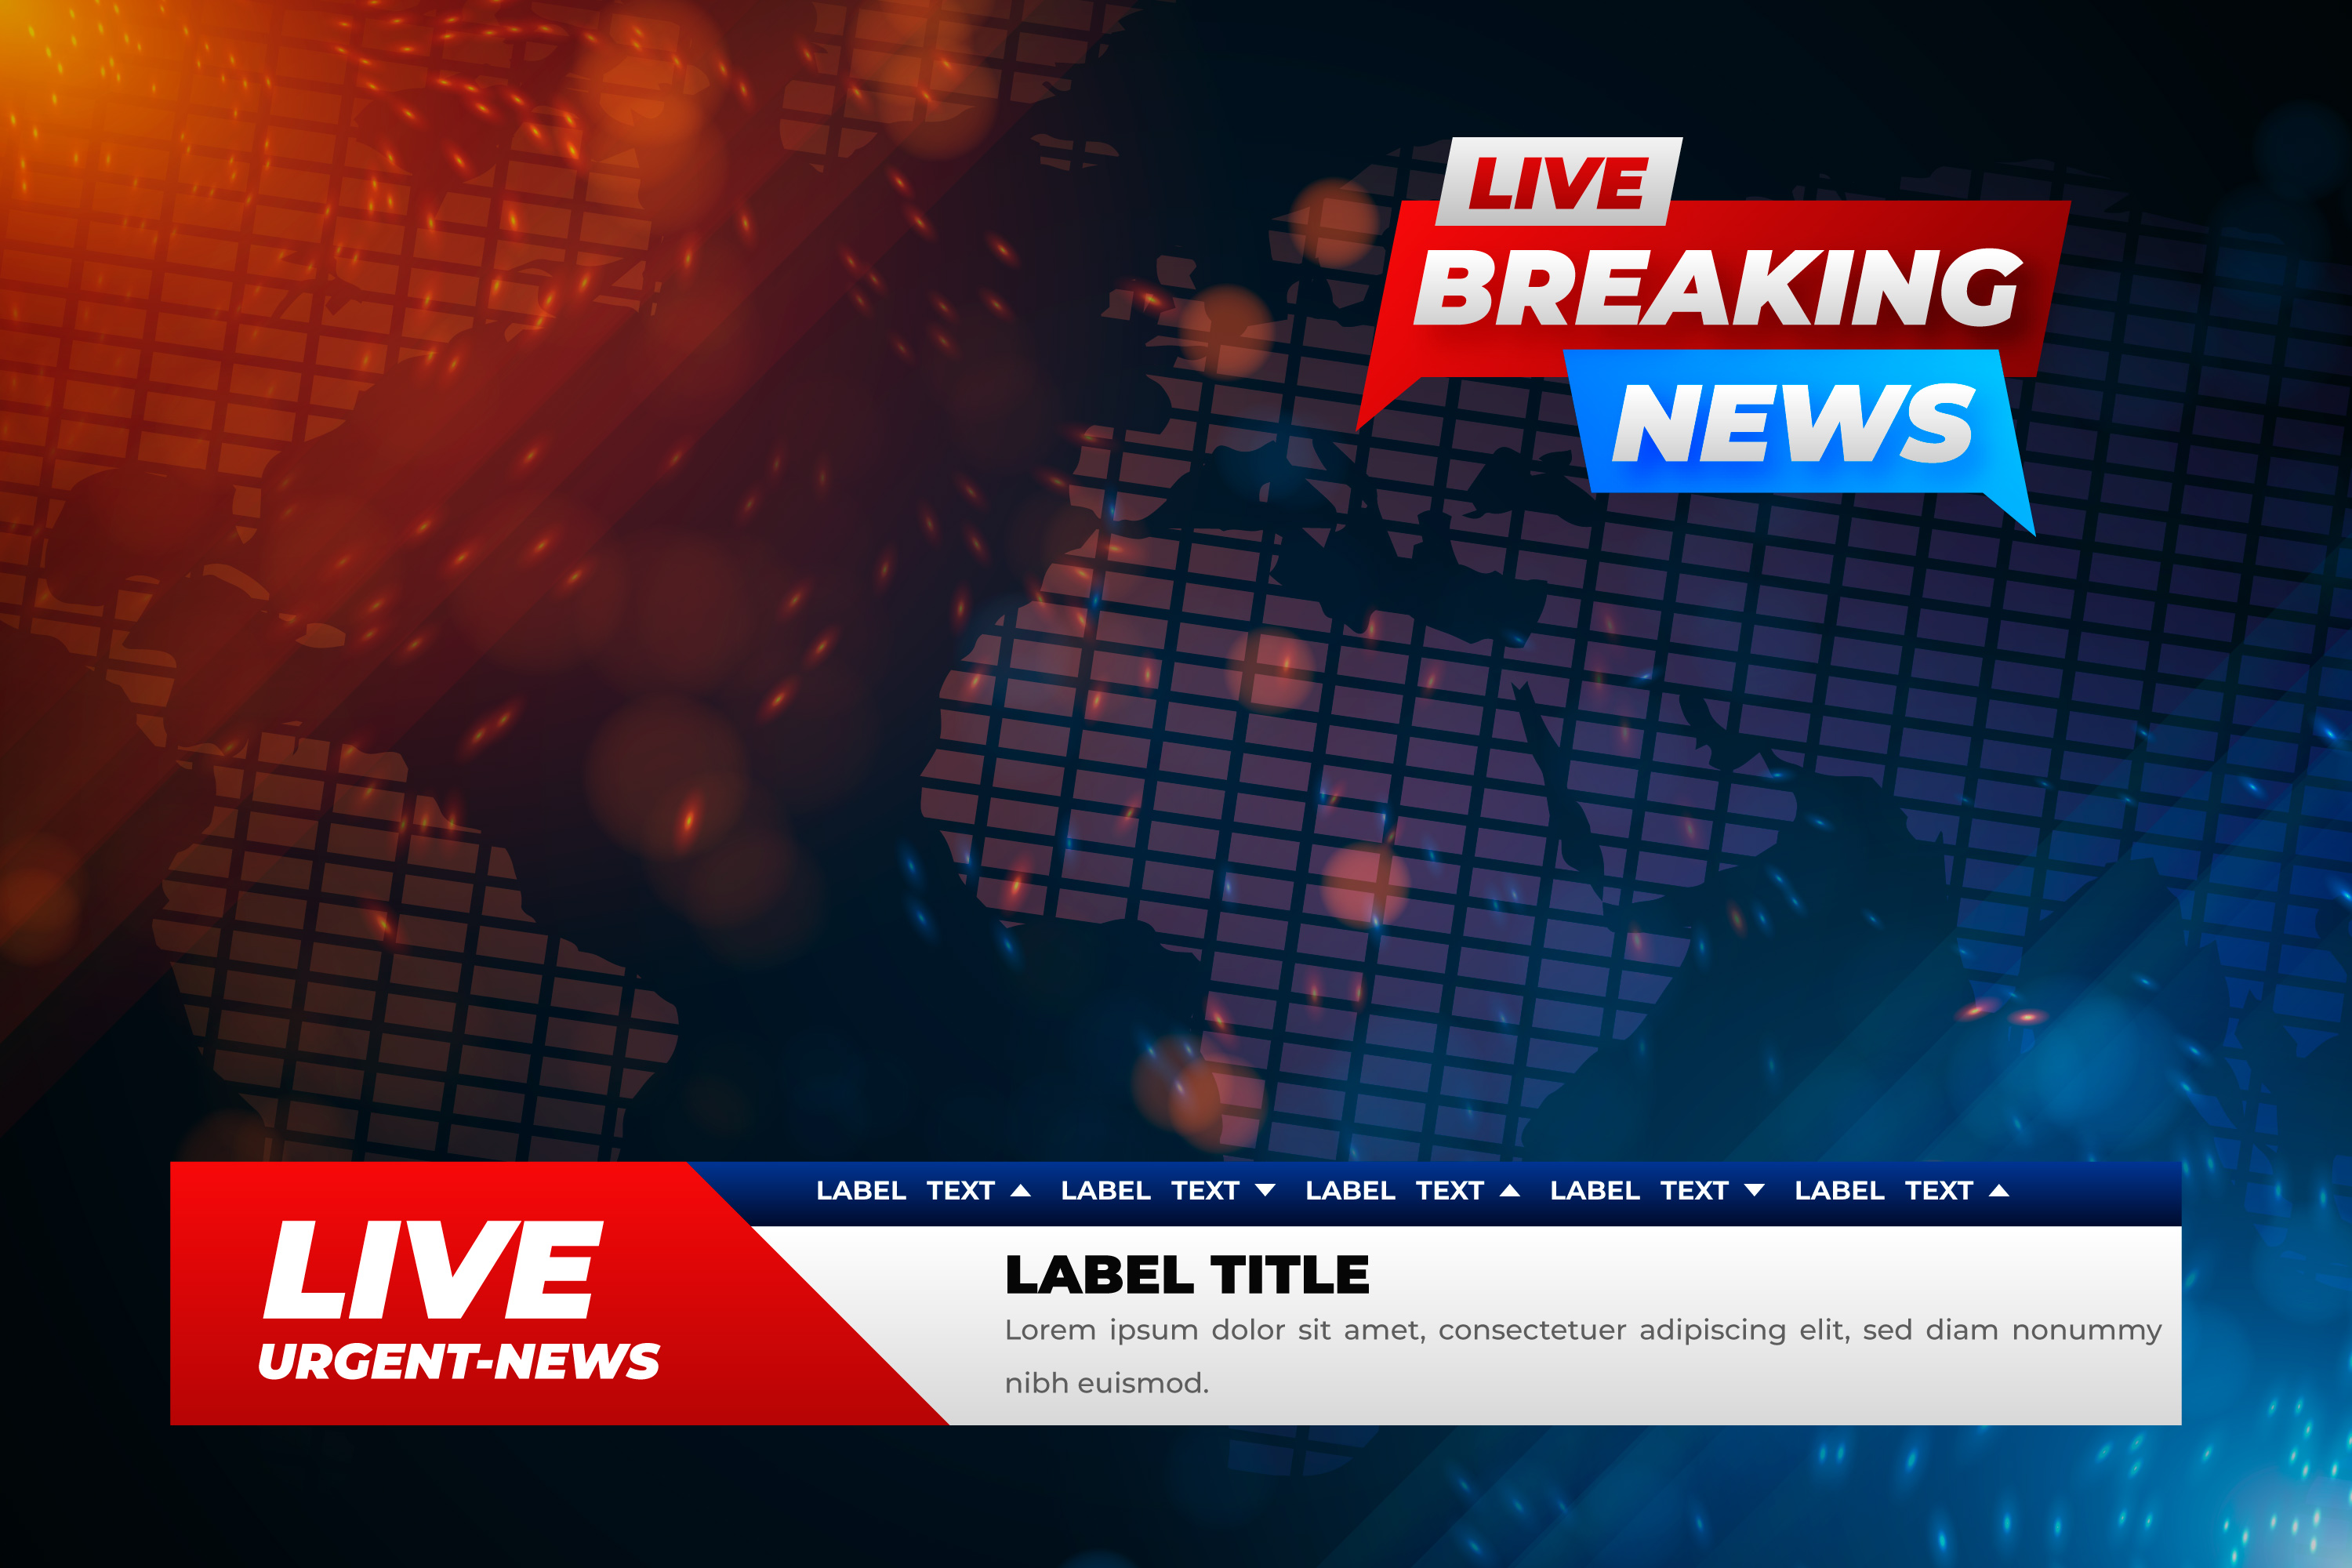 LIVE
BREAKING
NEWS
LABEL TEXT ▲ LABEL TEXT ▼ LABEL TEXT ▲ LABEL TEXT ▼ LABEL TEXT ▲
LIVE
URGENT-NEWS
LABEL TITLE
Lorem ipsum dolor sit amet, consectetuer adipiscing elit, sed diam nonummy
nibh euismod.